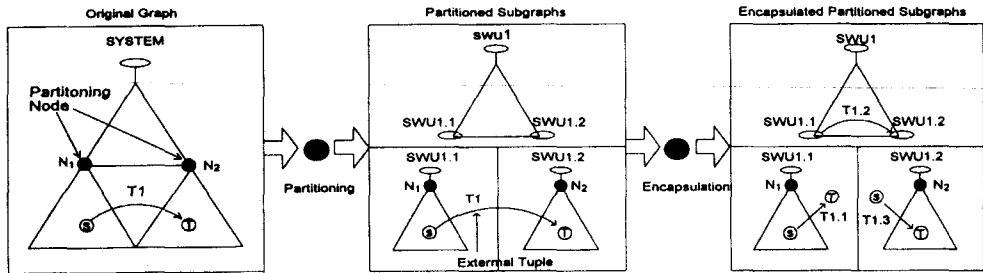 Original Graph
SYSTEM
Partitoning
Node
N1
N2
T1
S
T
Partitioning
Partitioned Subgraphs
swu1
SWU1.1
SWU1.2
SWU1.1
SWU1.2
N1
N2
T1
S
T
External Tuple
Encapsulation
Encapsulated Partitioned Subgraphs
SWU1
SWU1.1
T1.2
SWU1.2
SWU1.1
SWU1.2
N1
T
S
T1.1
S
N2
T1.3
T